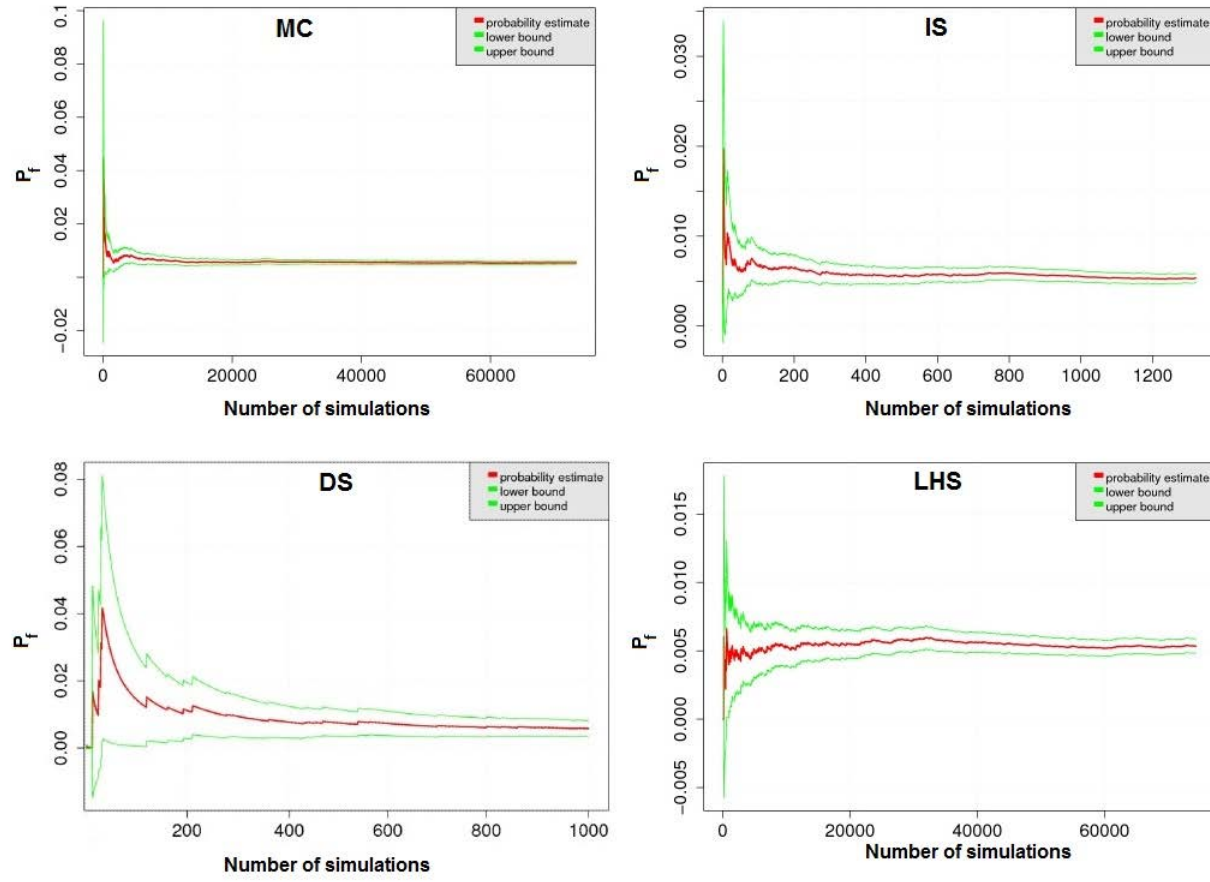 MC
probability estimate
lower bound
upper bound
0.1
0.08
0.06
0.04
0.02
−0.02
P_f
0
20000
40000
60000
Number of simulations
IS
probability estimate
lower bound
upper bound
0.030
0.020
0.010
0.000
P_f
0
200
400
600
800
1000
1200
Number of simulations
DS
probability estimate
lower bound
upper bound
0.08
0.06
0.04
0.02
0.00
P_f
200
400
600
800
1000
Number of simulations
LHS
probability estimate
lower bound
upper bound
0.015
0.010
0.005
0.000
−0.005
P_f
0
20000
40000
60000
Number of simulations